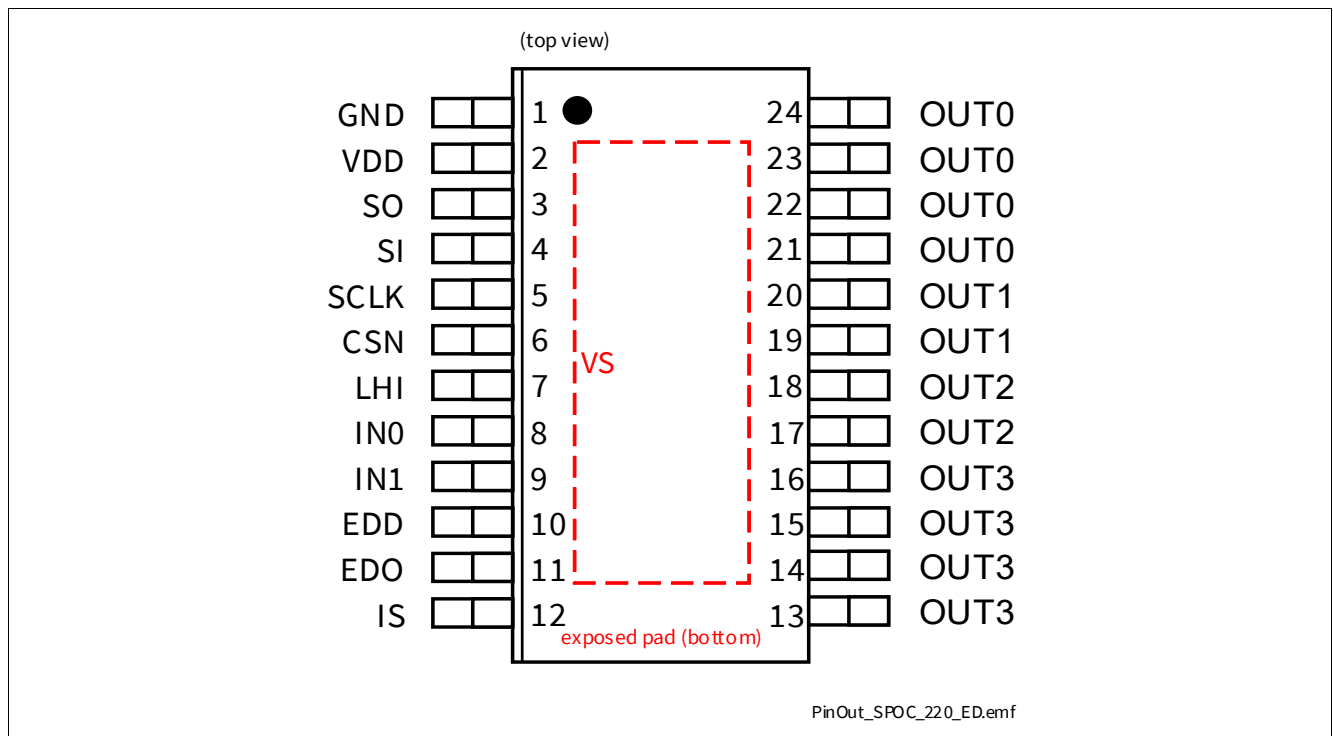 (top view)
GND 1 24 OUT0
VDD 2 23 OUT0
SO 3 22 OUT0
SI 4 21 OUT0
SCLK 5 20 OUT1
CSN 6 19 OUT1
VS
LHI 7 18 OUT2
IN0 8 17 OUT2
IN1 9 16 OUT3
EDD 10 15 OUT3
EDO 11 14 OUT3
IS 12 13 OUT3
exposed pad (bottom)
PinOut_SPOC_220_ED.emf